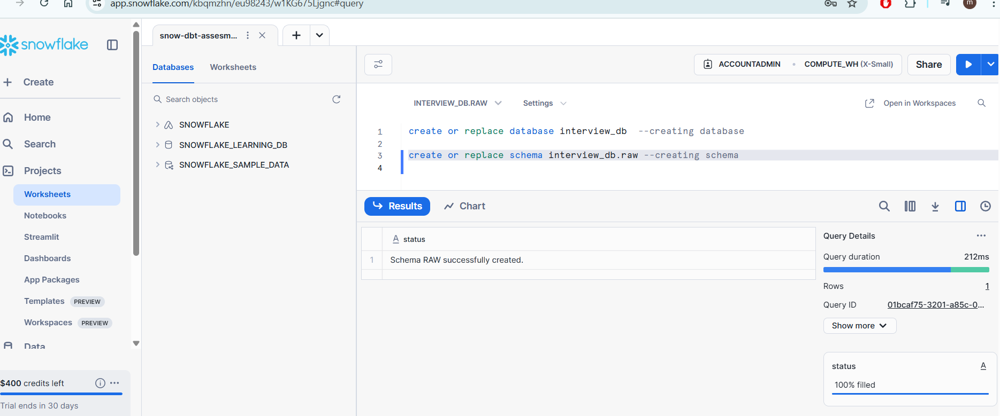 app.snowflake.com/kbqmzhn/eu98243/w1KG675Ljgnc#query
m
snowflake
snow-dbt-assesm...
Create
Home
Search
Projects
Worksheets
Notebooks
Streamlit
Dashboards
App Packages
Templates PREVIEW
Workspaces PREVIEW
Data
$400 credits left
Trial ends in 30 days
Databases Worksheets
Search objects
SNOWFLAKE
SNOWFLAKE_LEARNING_DB
SNOWFLAKE_SAMPLE_DATA
ACCOUNTADMIN COMPUTE_WH (X-Small) Share
INTERVIEW_DB.RAW Settings Open in Workspaces
1 create or replace database interview_db  --creating database
2
3 create or replace schema interview_db.raw --creating schema
4
Results Chart
A status
1 Schema RAW successfully created.
Query Details
Query duration 212ms
Rows 1
Query ID 01bcaf75-3201-a85c-0...
Show more
status A
100% filled